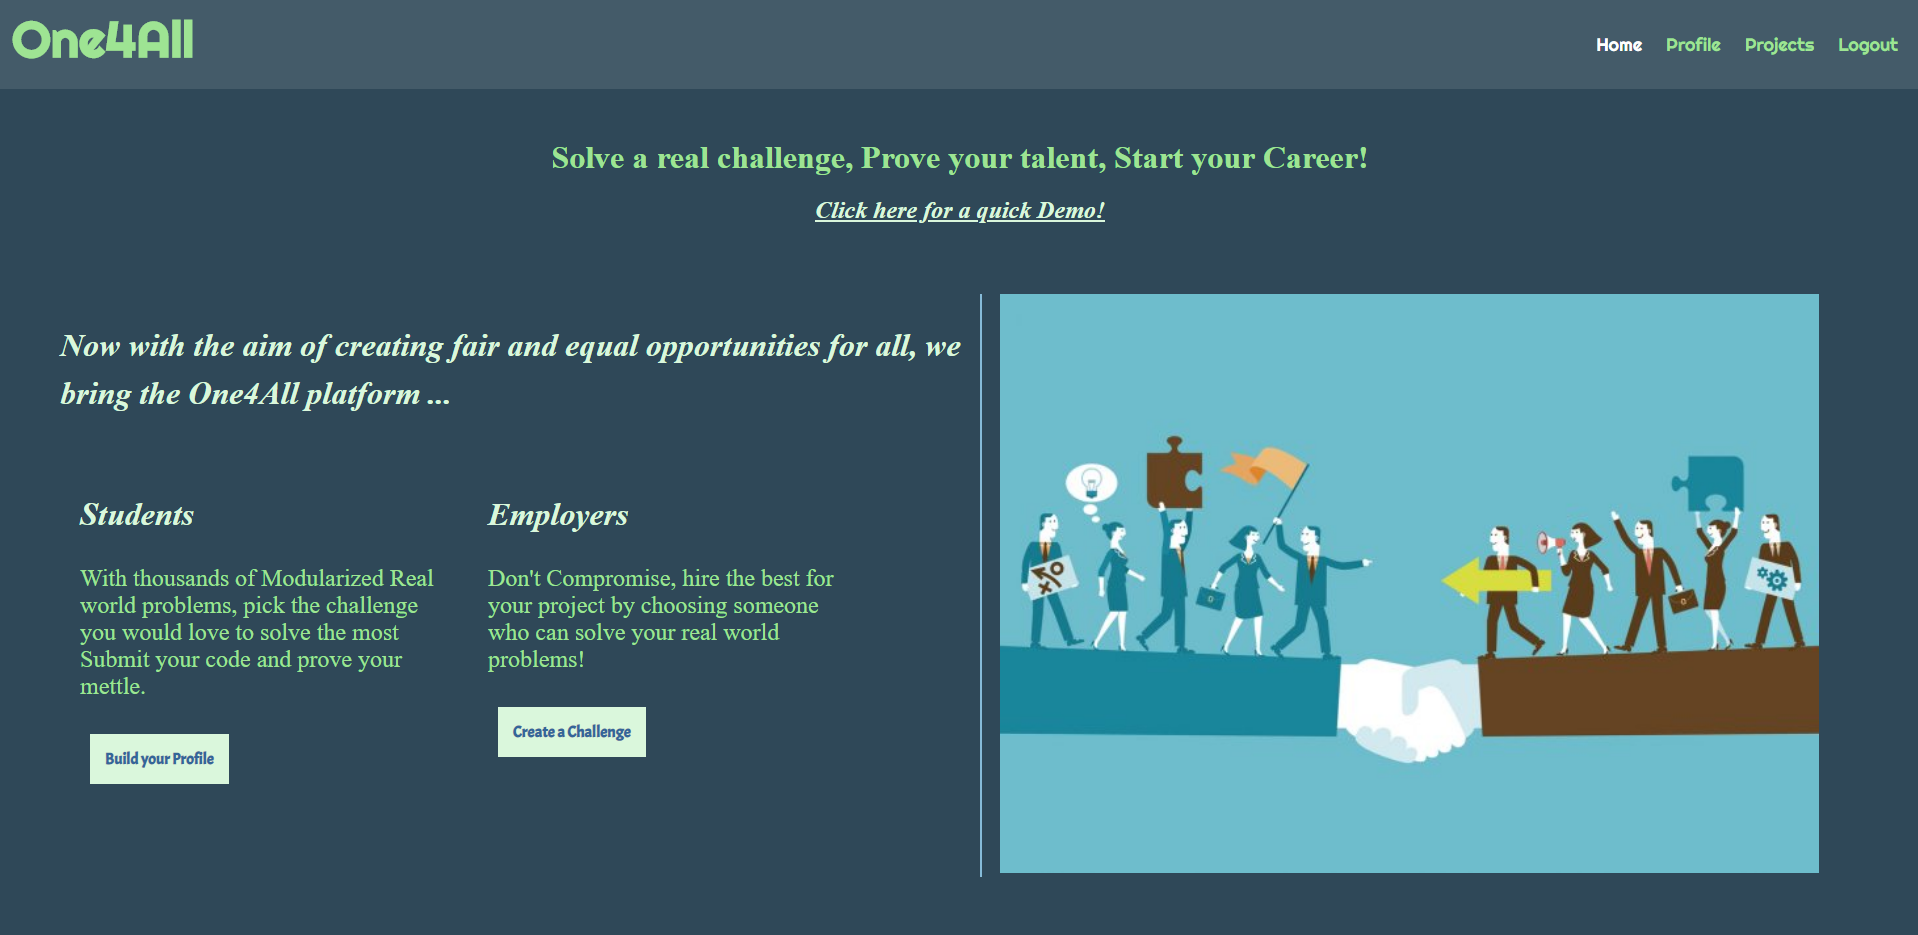 One4All
Home Profile Projects Logout
Solve a real challenge, Prove your talent, Start your Career!
Click here for a quick Demo!
Now with the aim of creating fair and equal opportunities for all, we
bring the One4All platform ...
Students
With thousands of Modularized Real
world problems, pick the challenge
you would love to solve the most
Submit your code and prove your
mettle.
Build your Profile
Employers
Don't Compromise, hire the best for
your project by choosing someone
who can solve your real world
problems!
Create a Challenge